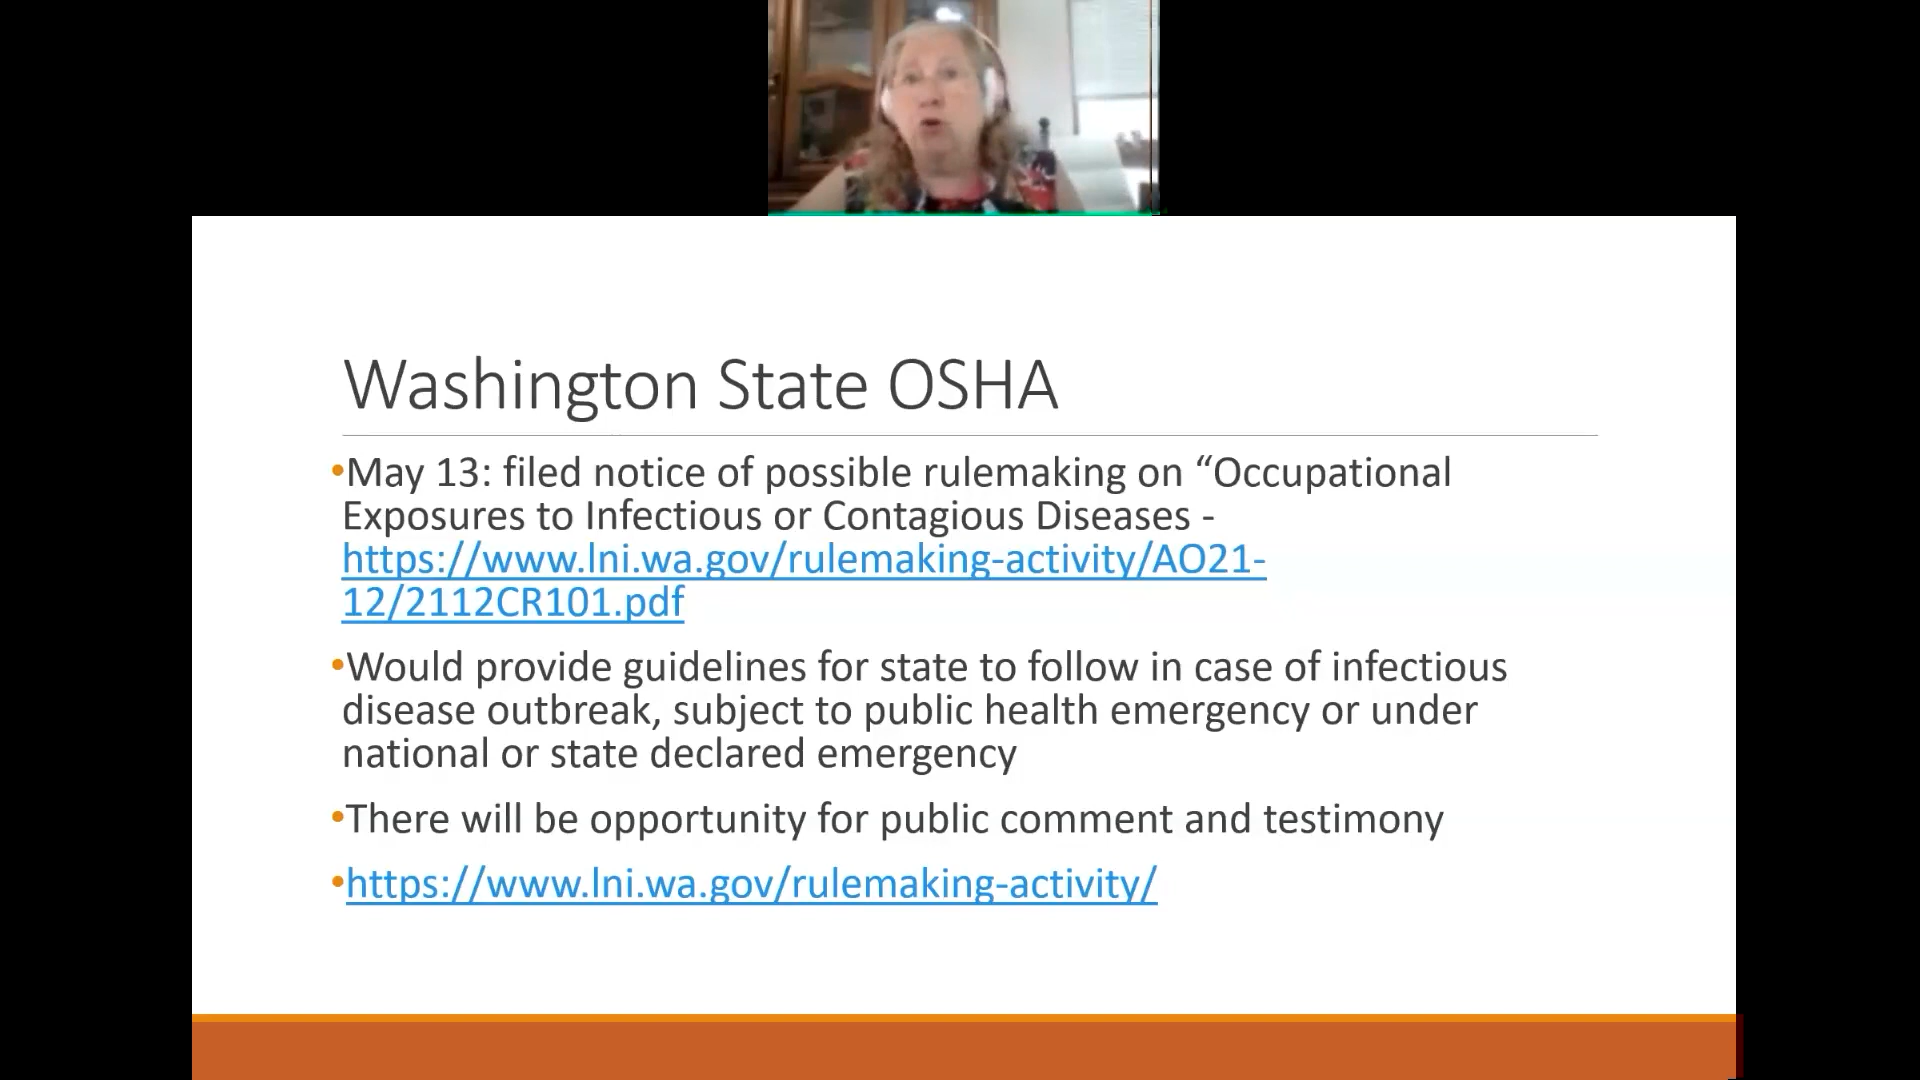 Washington State OSHA
•May 13: filed notice of possible rulemaking on “Occupational
Exposures to Infectious or Contagious Diseases -
https://www.lni.wa.gov/rulemaking-activity/AO21-
12/2112CR101.pdf
•Would provide guidelines for state to follow in case of infectious
disease outbreak, subject to public health emergency or under
national or state declared emergency
•There will be opportunity for public comment and testimony
•https://www.lni.wa.gov/rulemaking-activity/